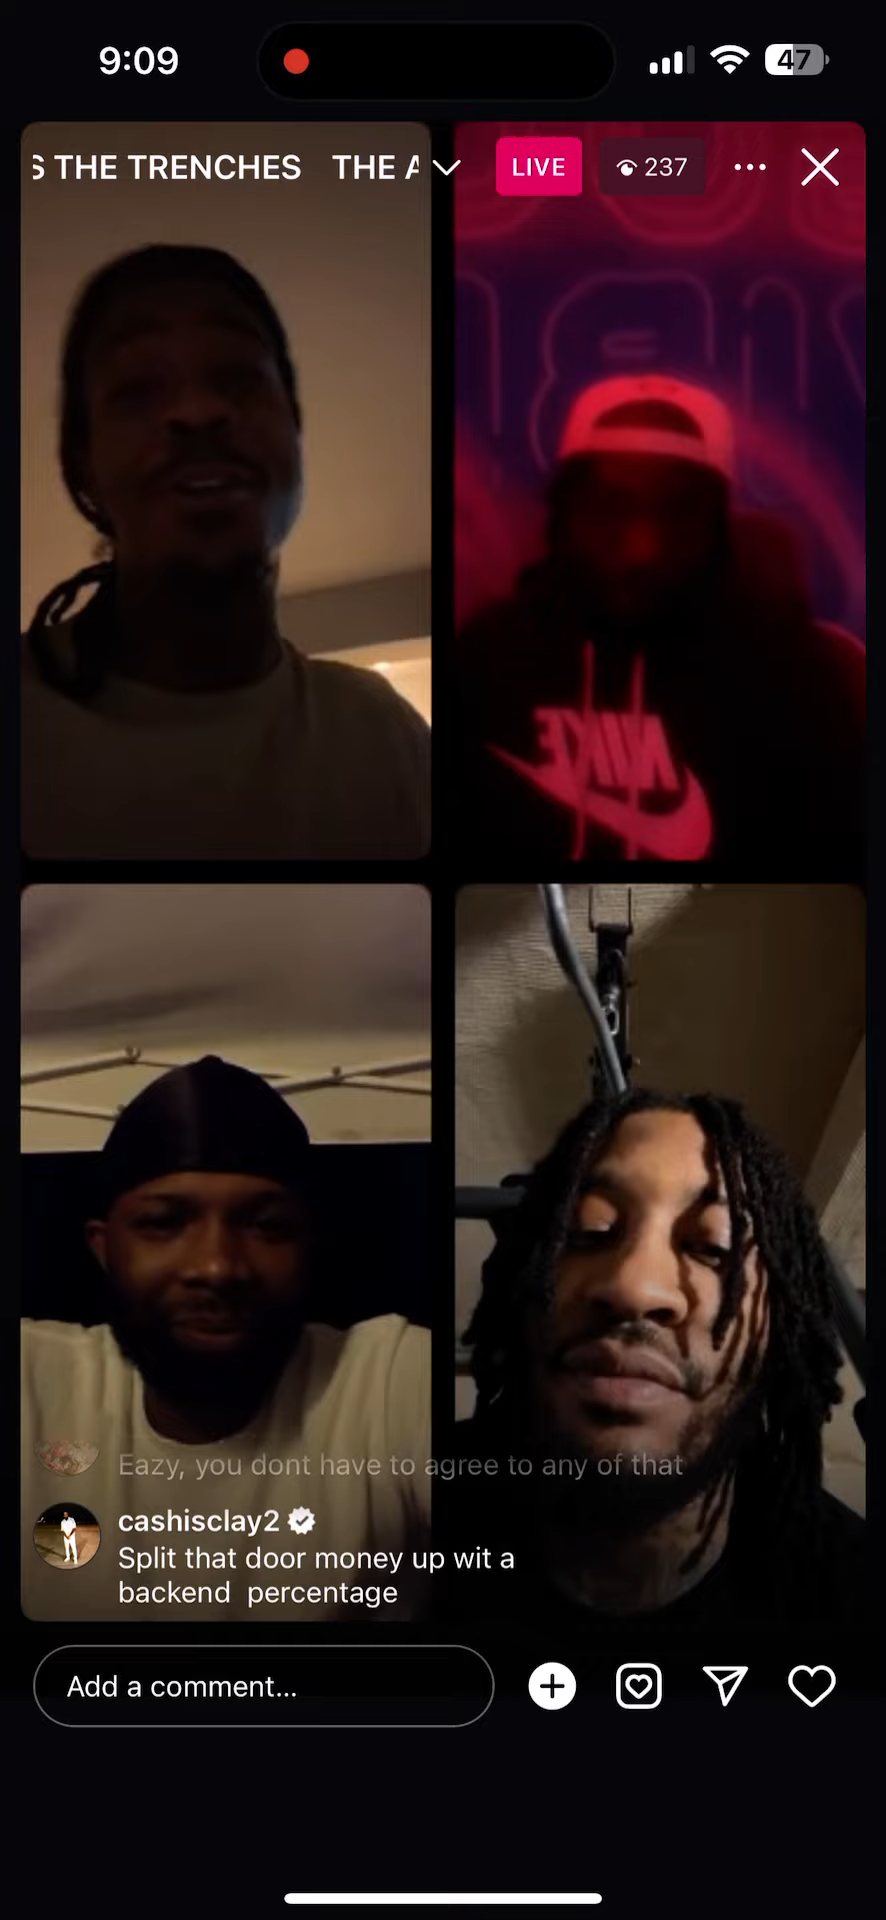 9:09
47
S THE TRENCHES THE A
LIVE
237
NIKE
Eazy, you dont have to agree to any of that
cashisclay2
Split that door money up wit a
backend percentage
Add a comment...